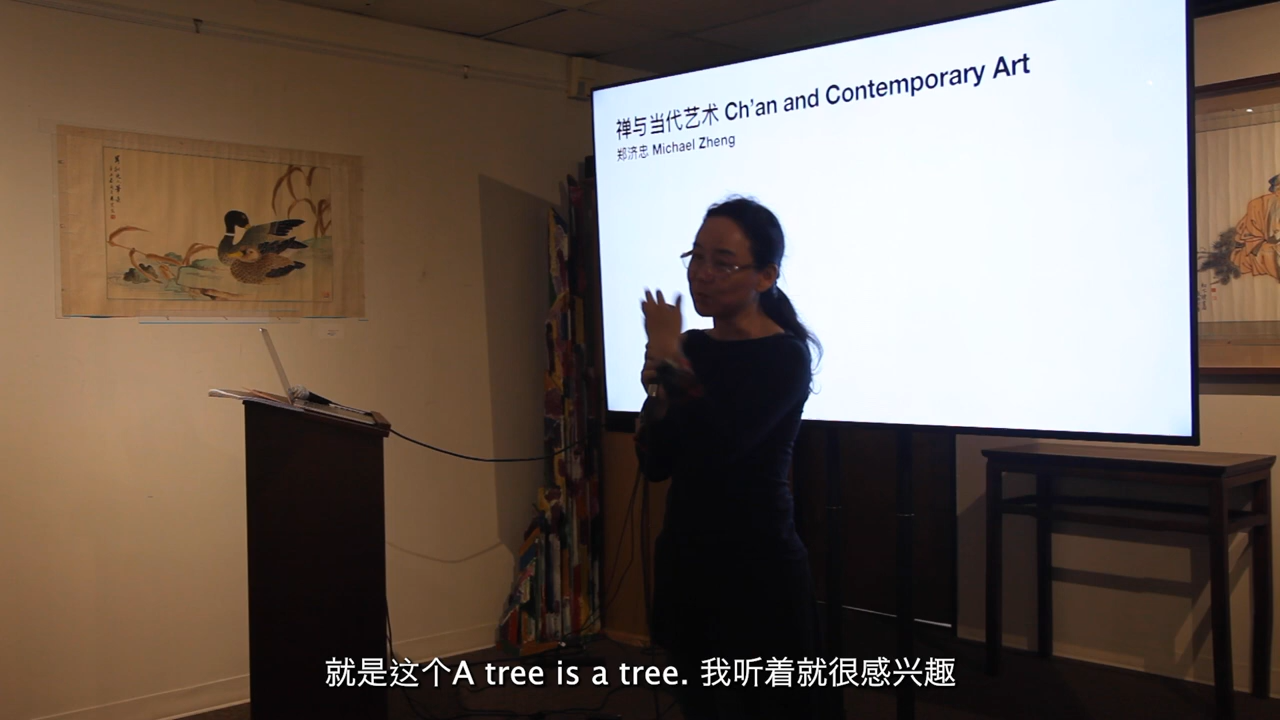 禅与当代艺术 Ch'an and Contemporary Art
郑济忠 Michael Zheng
就是这个A tree is a tree. 我听着就很感兴趣